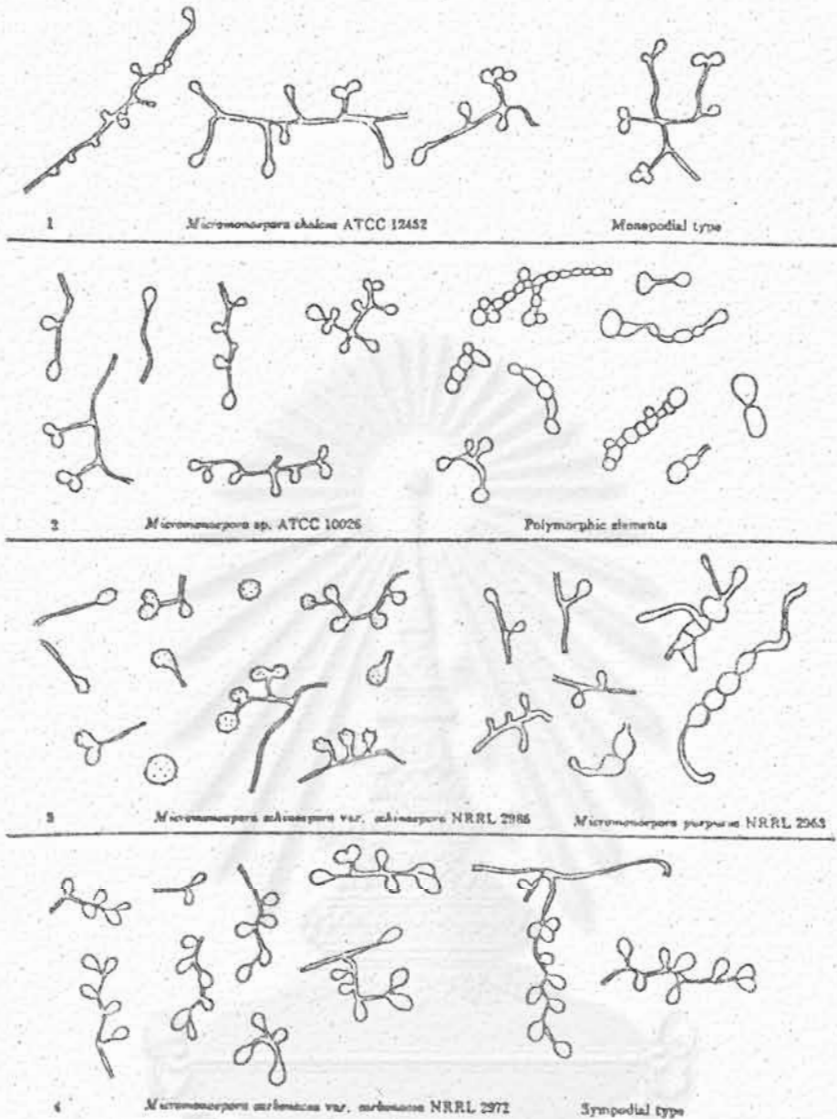 1 Micromonospora chalcea ATCC 12452 Monopodial type
2 Micromonospora sp. ATCC 10026 Polymorphic elements
3 Micromonospora echinospora var. echinospora NRRL 2985 Micromonospora purpurea NRRL 2953
4 Micromonospora carbonacea var. carbonacea NRRL 2972 Sympodial type